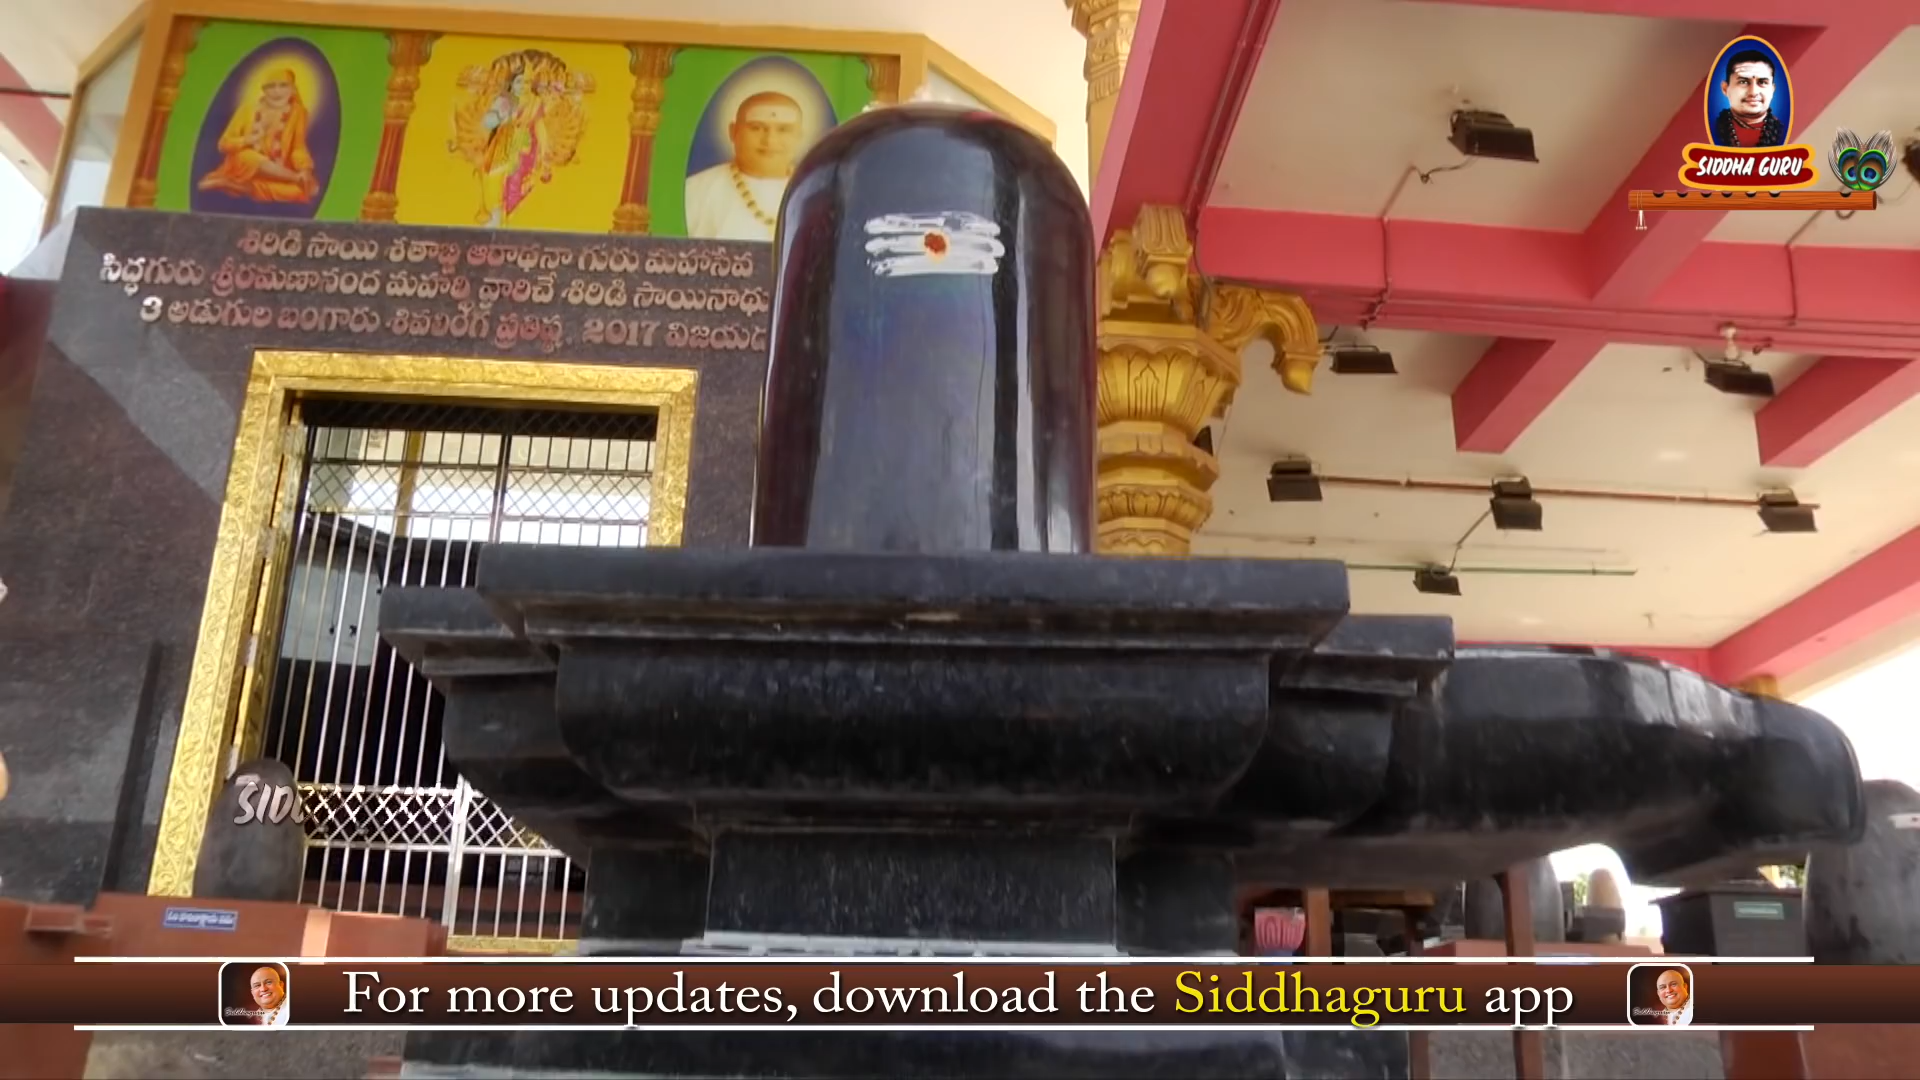 SIDDHA GURU
శిరిడి సాయి శతాబ్ది ఆరాధనా గురు మహాసేవ
సిద్ధగురు శ్రీరమణానంద మహర్షి వారిచే శిరిడి సాయినాథు
3 అడుగుల బంగారు శివలింగ ప్రతిష్ఠ. 2017 విజయద
For more updates, download the Siddhaguru app